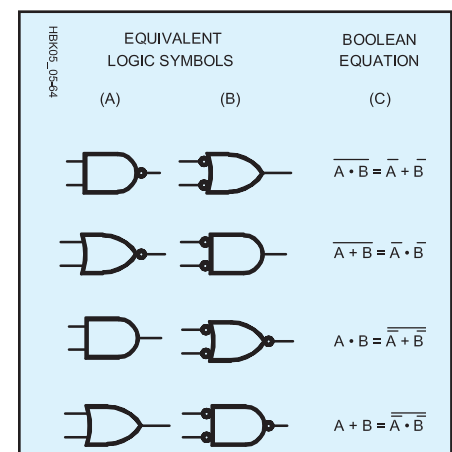 HBK05_05-64
EQUIVALENT
LOGIC SYMBOLS
BOOLEAN
EQUATION
(A) (B) (C)
A̅ ̅•̅ ̅B̅ = A̅ + B̅
A̅ ̅+̅ ̅B̅ = A̅ • B̅
A • B = A̅̅ ̅+̅ ̅B̅̅
A + B = A̅̅ ̅•̅ ̅B̅̅